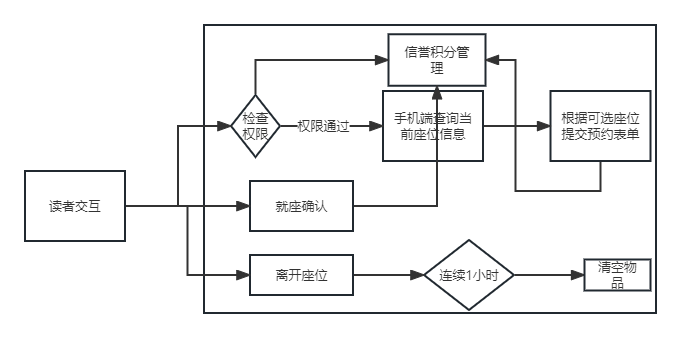 信誉积分管
理
检查
权限
权限通过
手机端查询当
前座位信息
根据可选座位
提交预约表单
读者交互
就座确认
离开座位
连续1小时
清空物
品